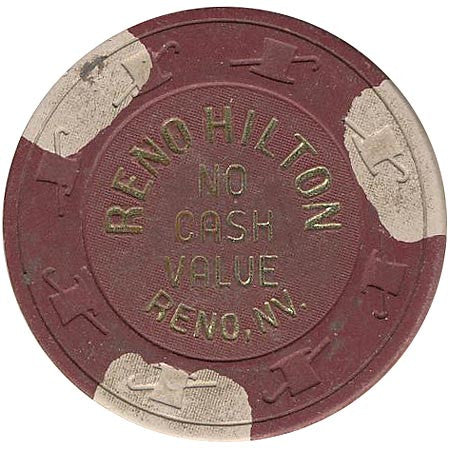 RENO HILTON
NO
CASH
VALUE
RENO, NV.